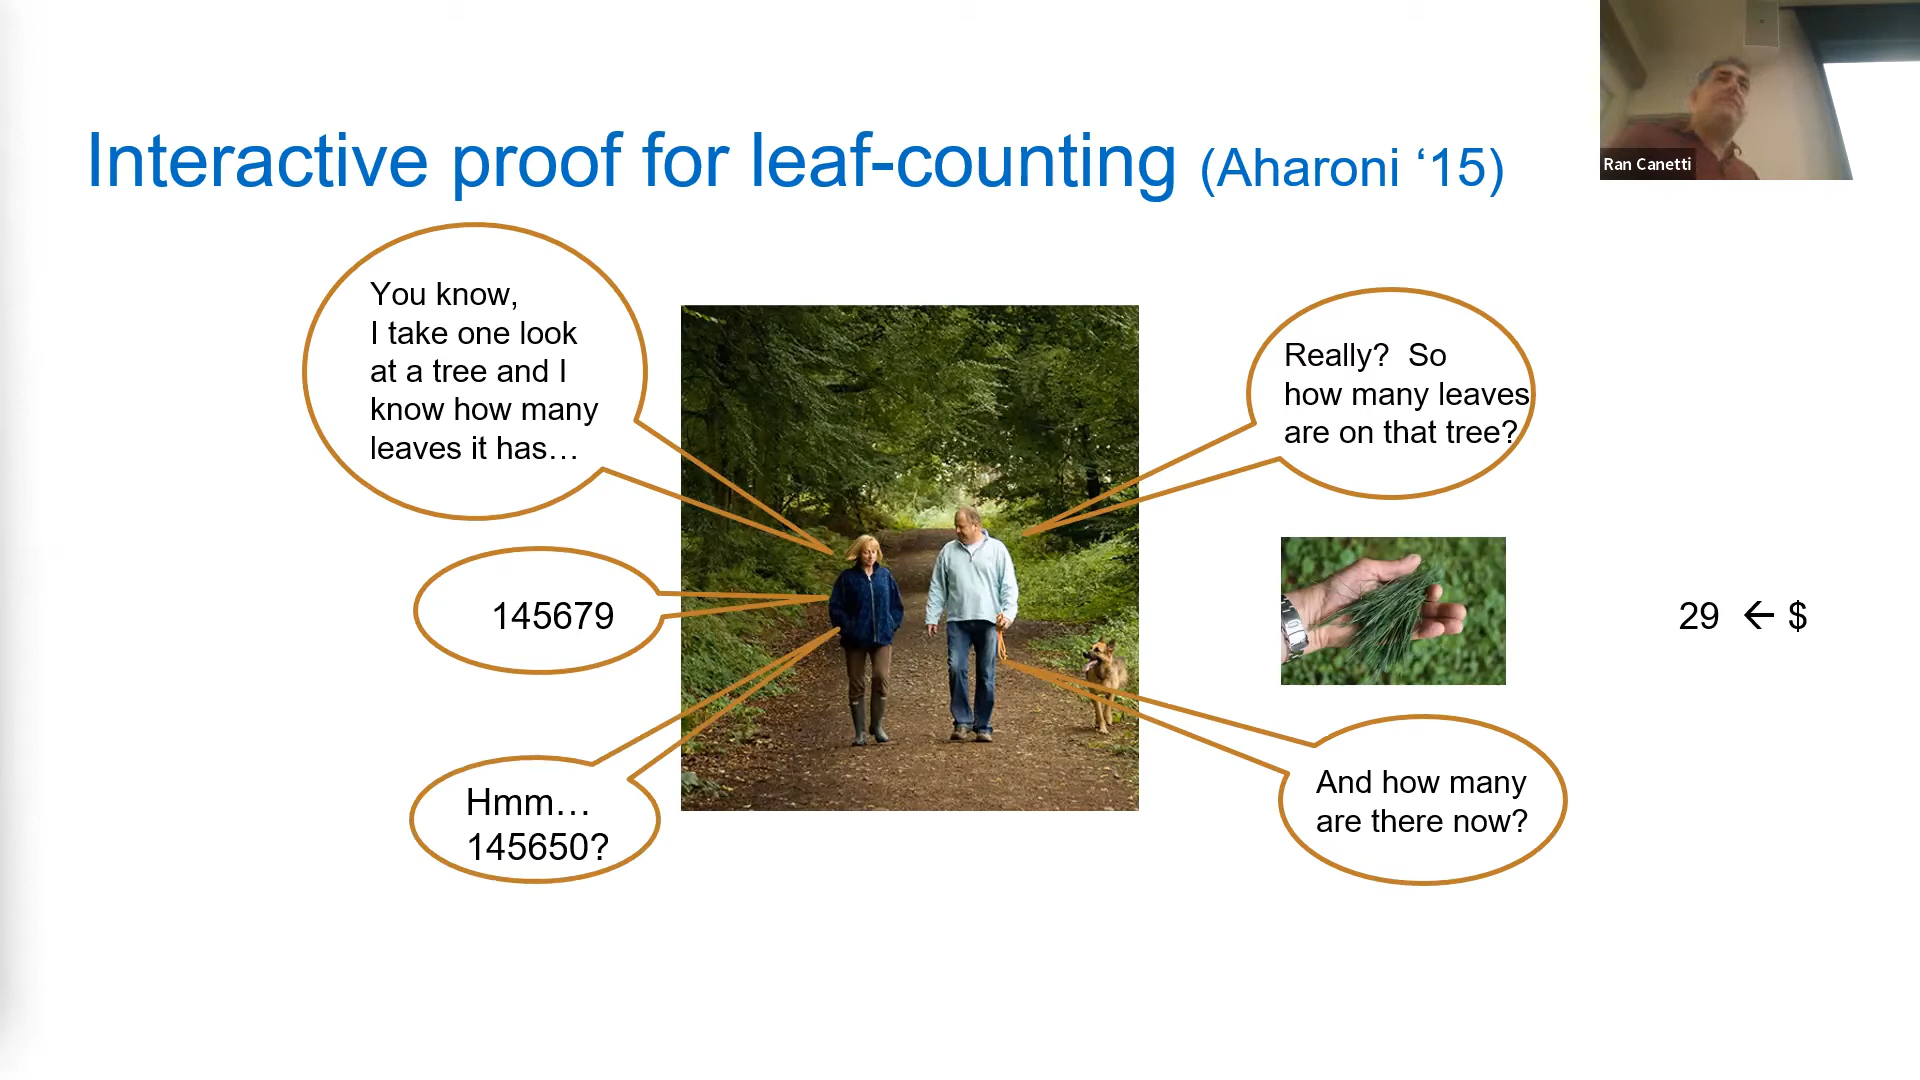 Interactive proof for leaf-counting (Aharoni ‘15)
Ran Canetti
You know,
I take one look
at a tree and I
know how many
leaves it has…
Really? So
how many leaves
are on that tree?
145679
29 ← $
And how many
are there now?
Hmm…
145650?